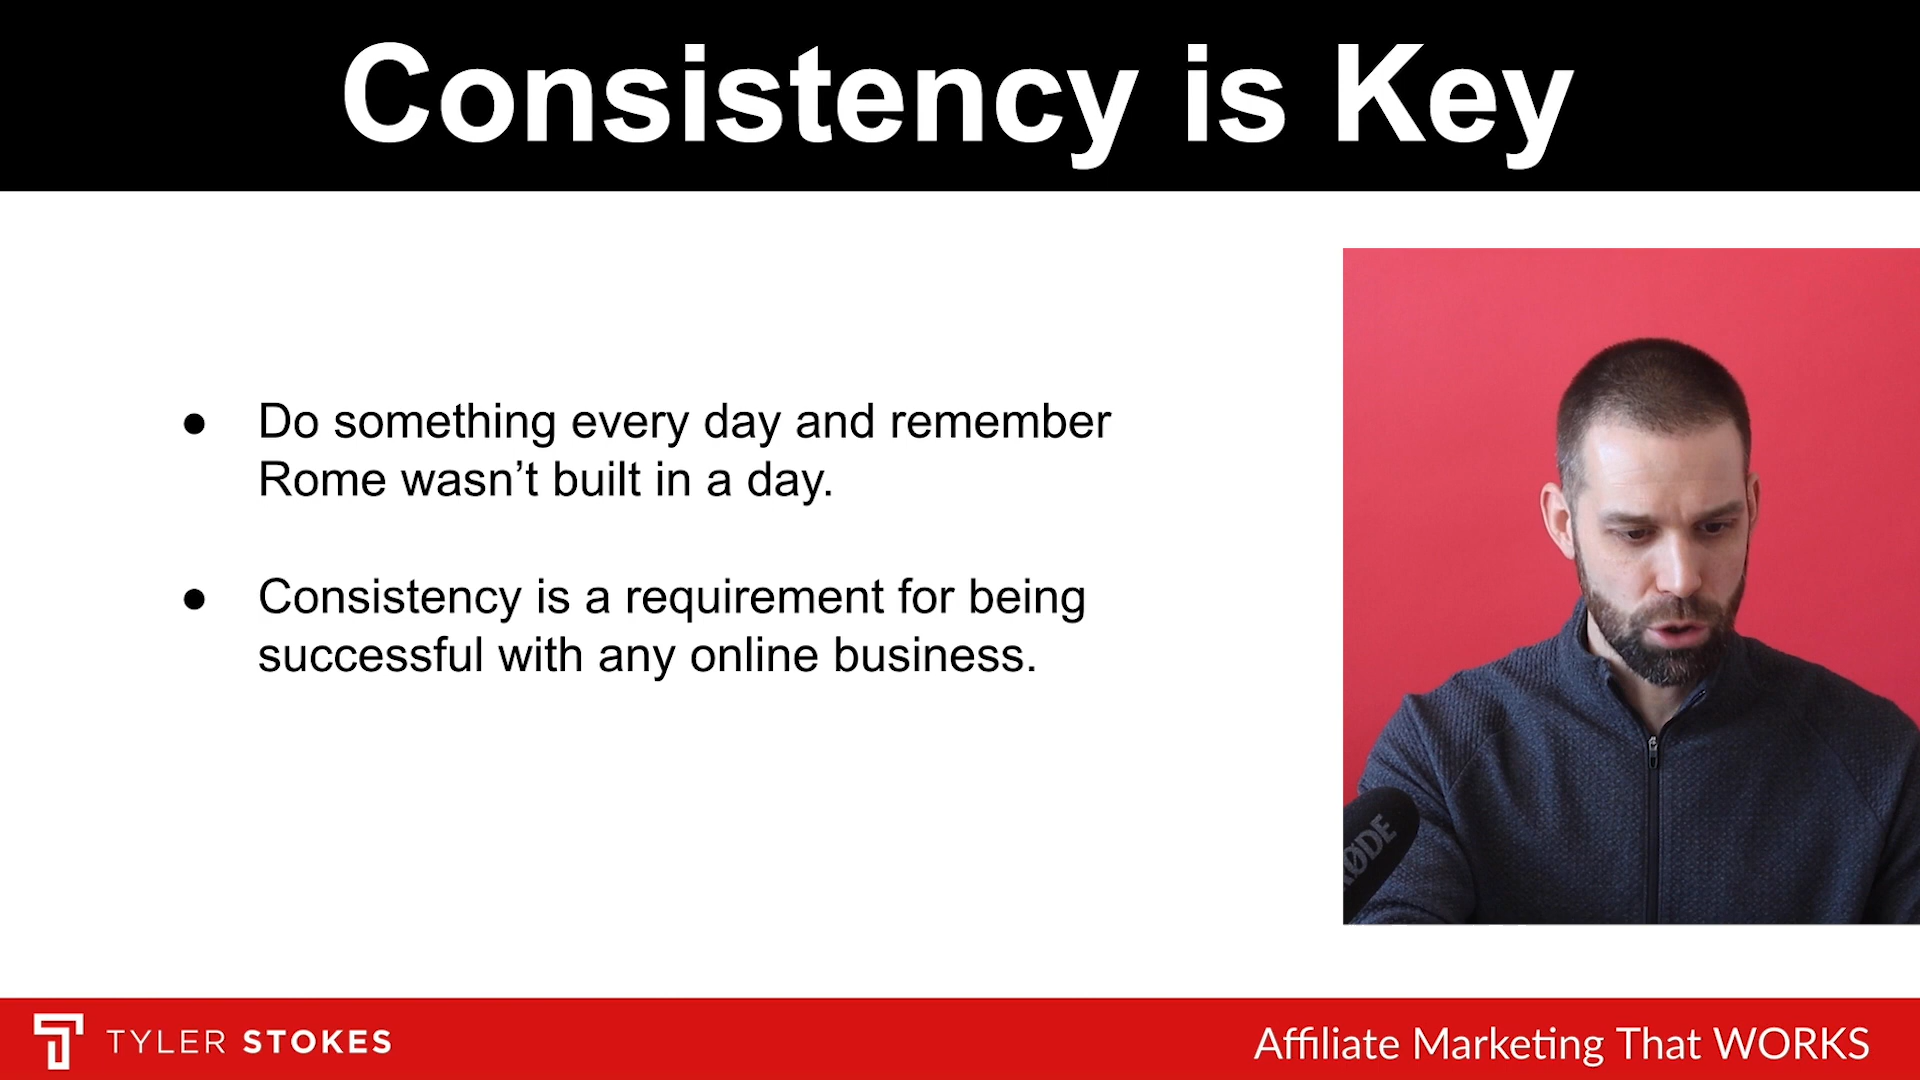 Consistency is Key
● Do something every day and remember
Rome wasn’t built in a day.
● Consistency is a requirement for being
successful with any online business.
RØDE
TYLER STOKES
Affiliate Marketing That WORKS